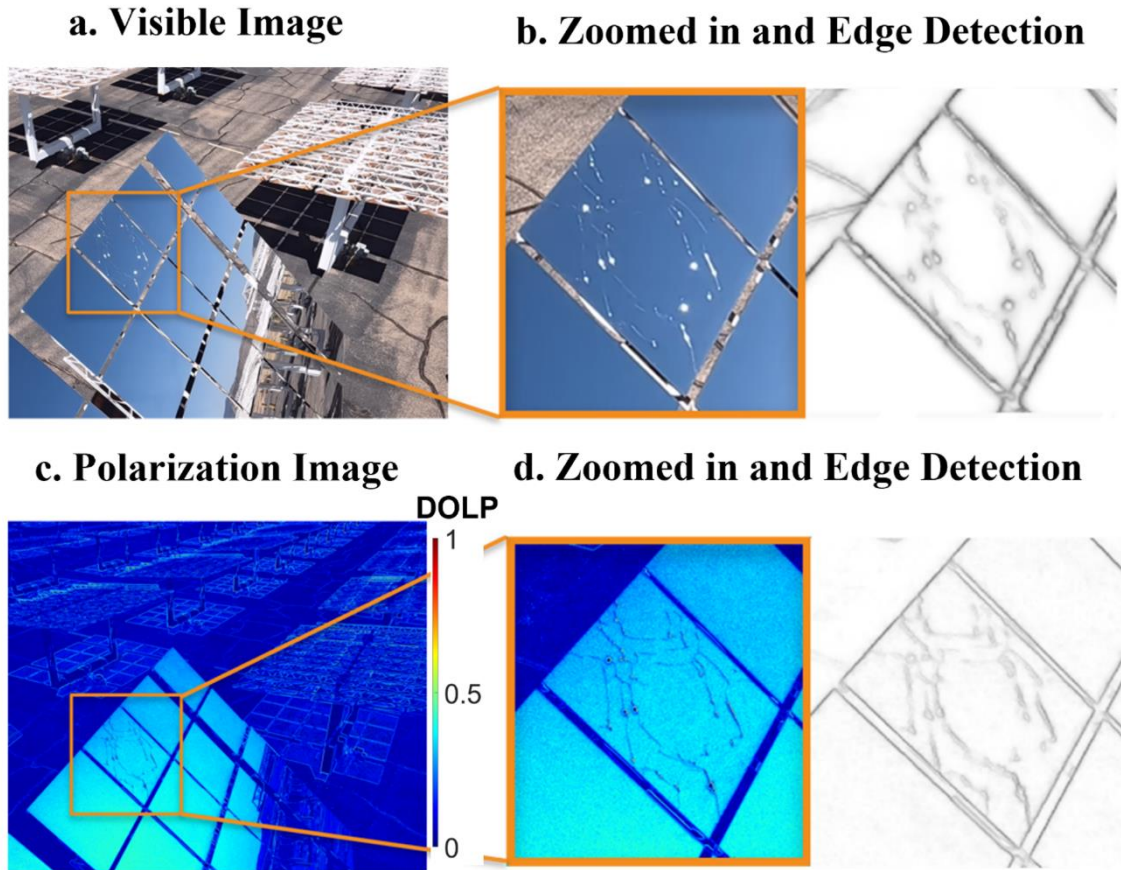 a. Visible Image
b. Zoomed in and Edge Detection
c. Polarization Image
d. Zoomed in and Edge Detection
DOLP
1
0.5
0